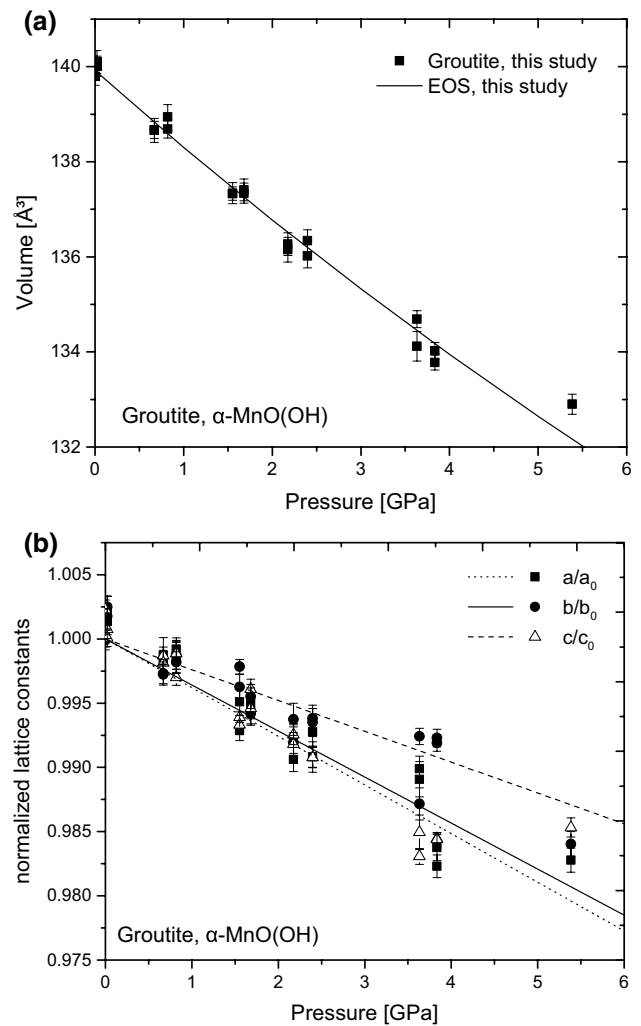 (a)
Groutite, this study
EOS, this study
140
138
136
134
132
Volume [Å³]
Groutite, α-MnO(OH)
0 1 2 3 4 5 6
Pressure [GPa]
(b)
a/a₀
b/b₀
c/c₀
1.005
1.000
0.995
0.990
0.985
0.980
0.975
normalized lattice constants
Groutite, α-MnO(OH)
0 1 2 3 4 5 6
Pressure [GPa]